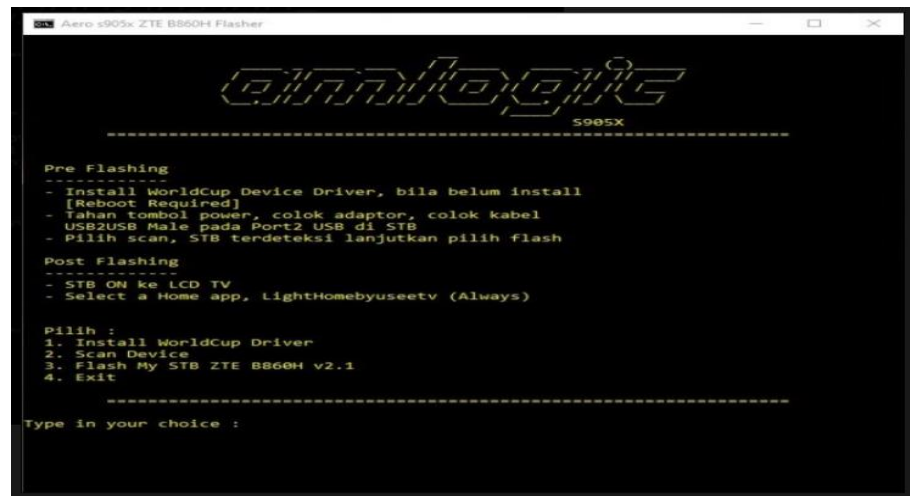 Aero s905x ZTE B860H Flasher
amlogic
S905X
Pre Flashing
- Install WorldCup Device Driver, bila belum install
[Reboot Required]
- Tahan tombol power, colok adaptor, colok kabel
USB2USB Male pada Port2 USB di STB
- Pilih scan, STB terdeteksi lanjutkan pilih flash
Post Flashing
- STB ON ke LCD TV
- Select a Home app, LightHomebyuseetv (Always)
Pilih :
1. Install WorldCup Driver
2. Scan Device
3. Flash My STB ZTE B860H v2.1
4. Exit
Type in your choice :